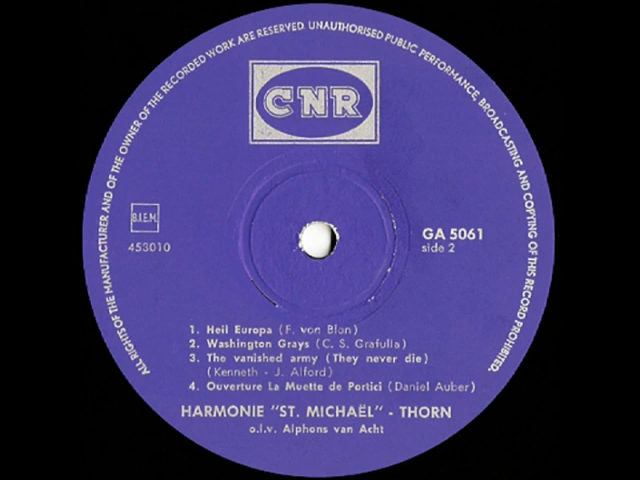 ALL RIGHTS OF THE MANUFACTURER AND OF THE OWNER OF THE RECORDED WORK ARE RESERVED. UNAUTHORISED PUBLIC PERFORMANCE, BROADCASTING AND COPYING OF THIS RECORD PROHIBITED.
CNR
B.I.E.M.
453010
GA 5061
side 2
1. Heil Europa (F. von Blon)
2. Washington Grays (C. S. Grafulla)
3. The vanished army (They never die)
(Kenneth - J. Alford)
4. Ouverture La Muette de Portici (Daniel Auber)
HARMONIE "ST. MICHAËL" - THORN
o.l.v. Alphons van Acht